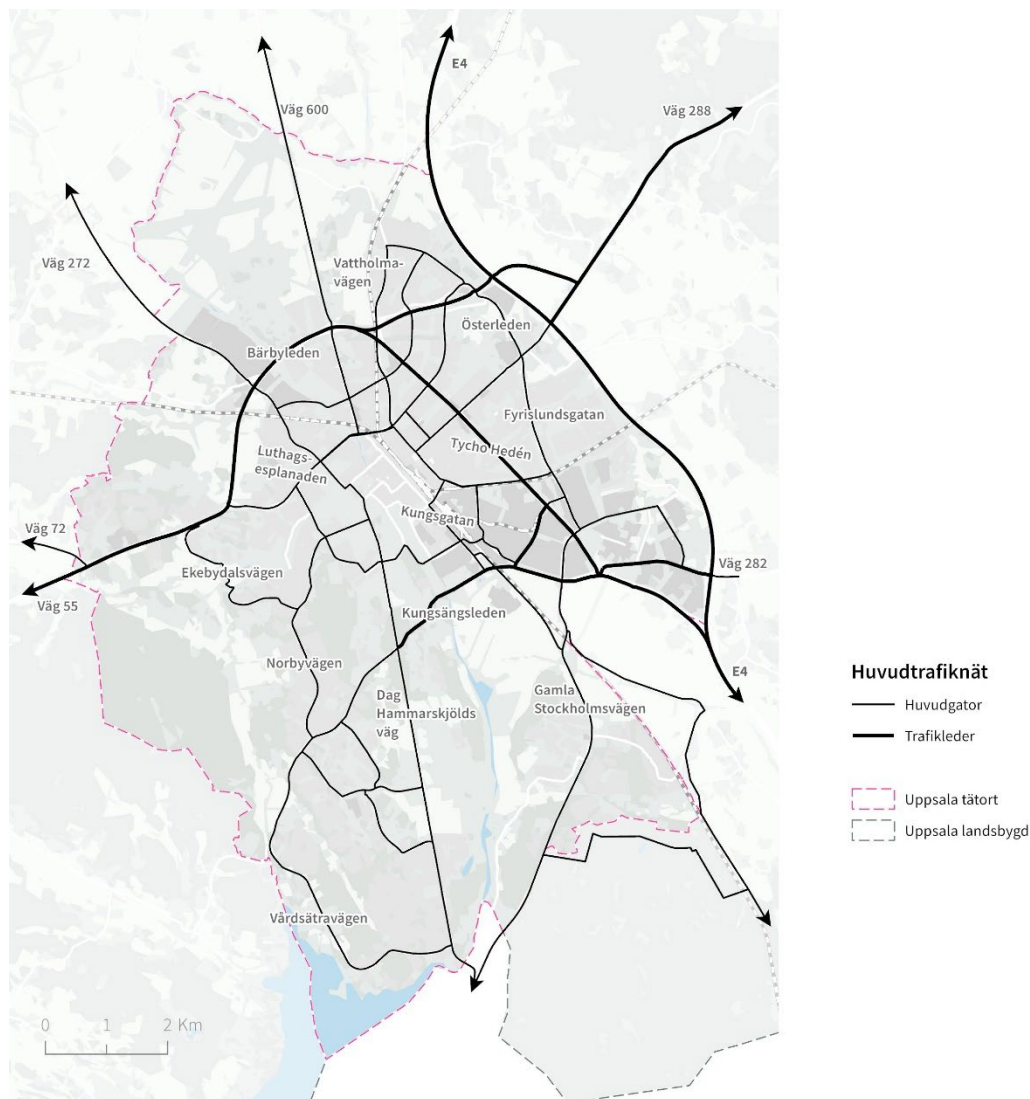 E4
Väg 600
Väg 288
Väg 272
Vattholma-
vägen
Österleden
Bärbyleden
Fyrislundsgatan
Tycho Hedén
Luthags-
esplanaden
Kungsgatan
Väg 72
Väg 282
Ekebydalsvägen
Väg 55
Kungsängsleden
Norbyvägen
E4
Dag
Hammarskjölds
väg
Gamla
Stockholmsvägen
Vårdsätravägen
0 1 2 Km
Huvudtrafiknät
Huvudgator
Trafikleder
Uppsala tätort
Uppsala landsbygd